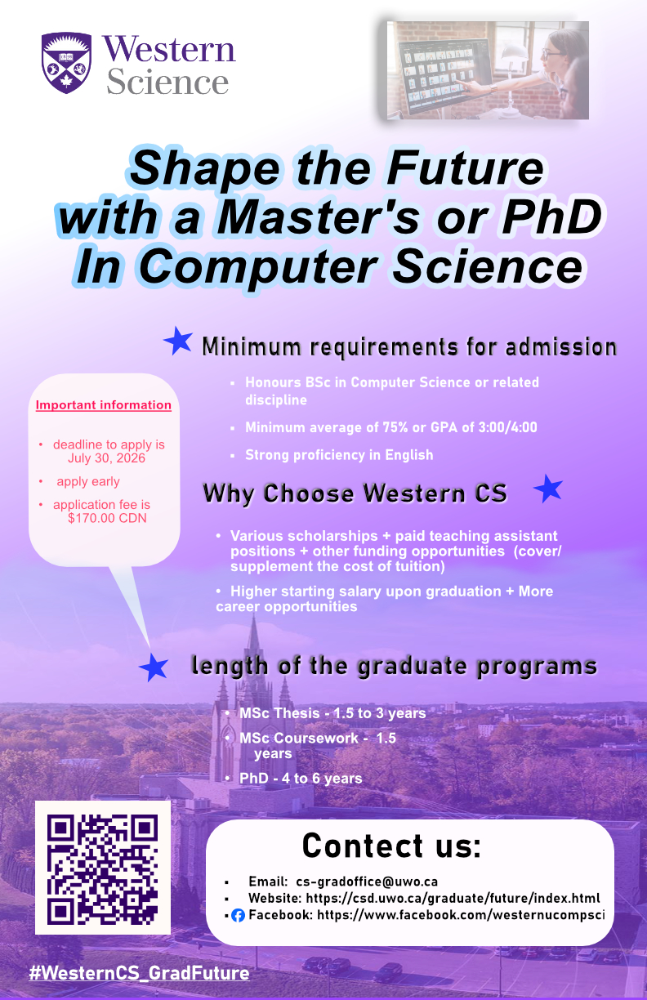 Western
Science
Shape the Future
with a Master's or PhD
In Computer Science
Minimum requirements for admission
▪ Honours BSc in Computer Science or related
discipline
▪ Minimum average of 75% or GPA of 3:00/4:00
▪ Strong proficiency in English
Important information
• deadline to apply is
July 30, 2026
• apply early
• application fee is
$170.00 CDN
Why Choose Western CS
• Various scholarships + paid teaching assistant
positions + other funding opportunities (cover/
supplement the cost of tuition)
• Higher starting salary upon graduation + More
career opportunities
length of the graduate programs
• MSc Thesis - 1.5 to 3 years
• MSc Coursework - 1.5
years
• PhD - 4 to 6 years
Contact us:
▪ Email: cs-gradoffice@uwo.ca
▪ Website: https://csd.uwo.ca/graduate/future/index.html
▪ Facebook: https://www.facebook.com/westernucompsci
#WesternCS_GradFuture